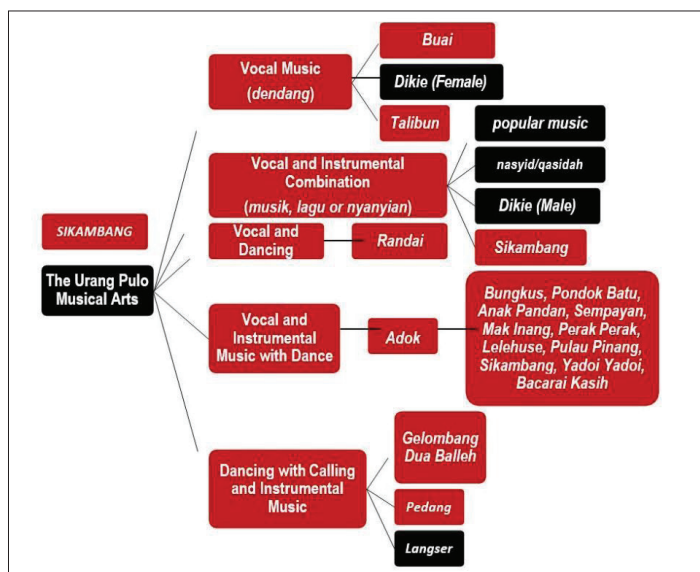 Buai
Vocal Music
(dendang)
Dikie (Female)
Talibun
popular music
Vocal and Instrumental
Combination
(musik, lagu or nyanyian)
nasyid/qasidah
Dikie (Male)
Sikambang
SIKAMBANG
Vocal and
Dancing
Randai
The Urang Pulo
Musical Arts
Vocal and
Instrumental
Music with Dance
Adok
Bungkus, Pondok Batu,
Anak Pandan, Sempayan,
Mak Inang, Perak Perak,
Lelehuse, Pulau Pinang,
Sikambang, Yadoi Yadoi,
Bacarai Kasih
Dancing with Calling
and Instrumental
Music
Gelombang
Dua Balleh
Pedang
Langser